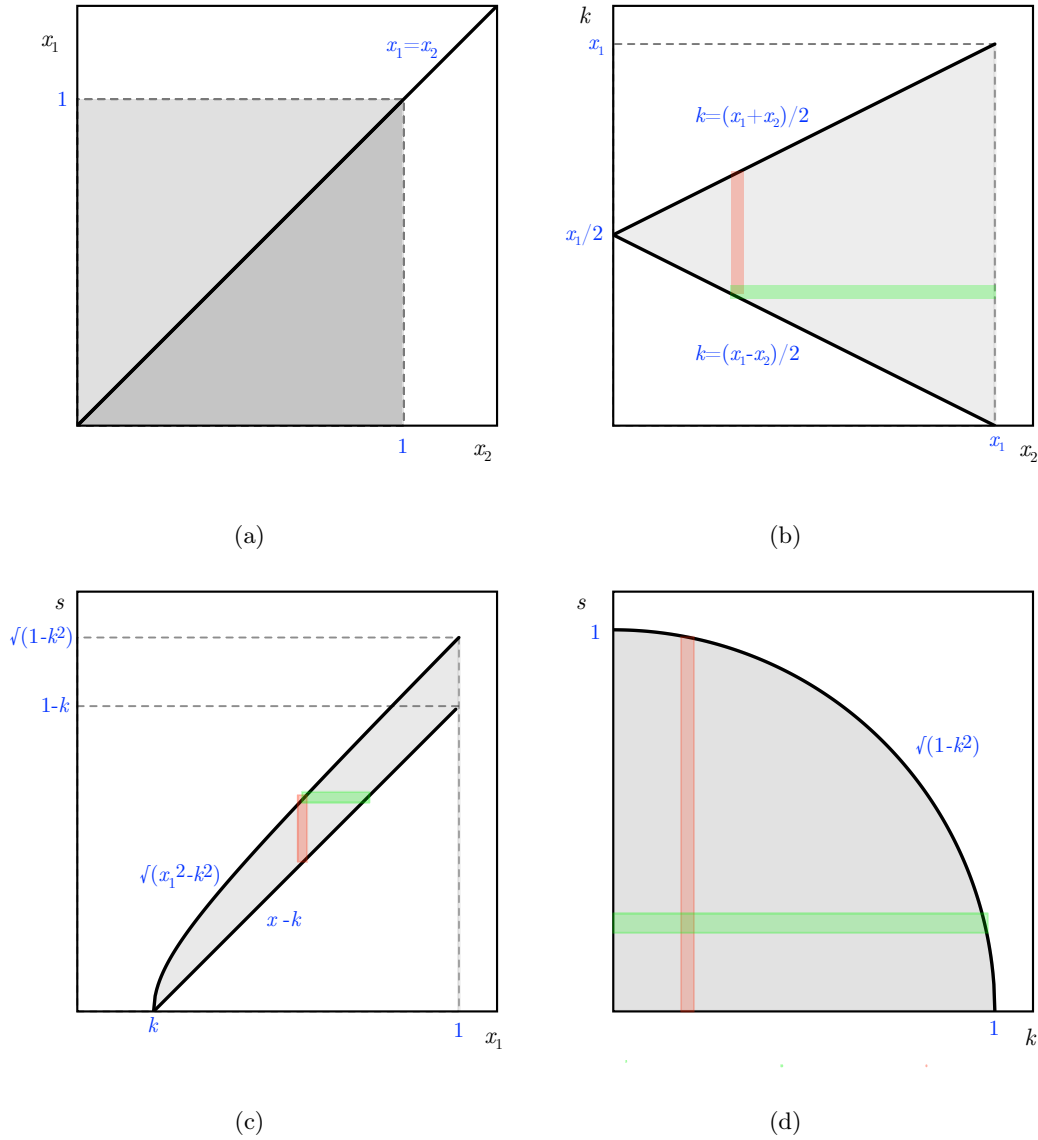 x₁
x₁=x₂
1
1
x₂
(a)
k
x₁
k=(x₁+x₂)/2
x₁/2
k=(x₁-x₂)/2
x₁
x₂
(b)
s
√(1-k²)
1-k
√(x₁²-k²)
x -k
k
1
x₁
(c)
s
1
√(1-k²)
1
k
(d)